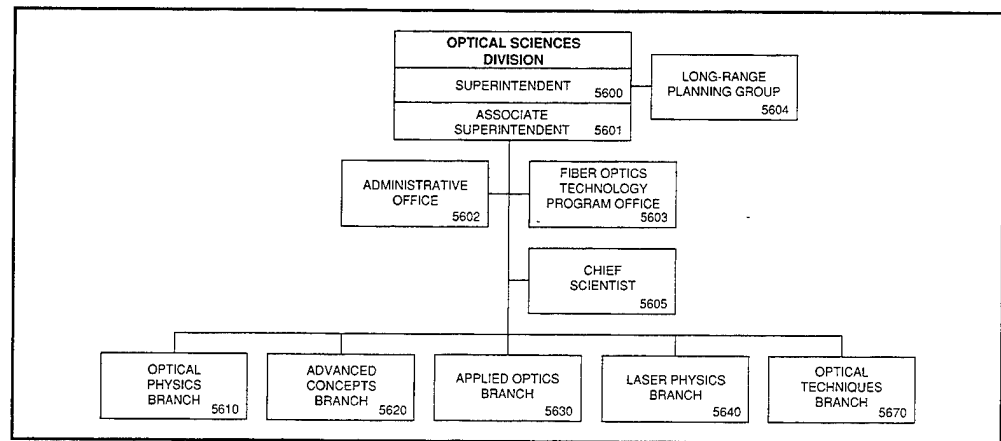 OPTICAL SCIENCES
DIVISION
SUPERINTENDENT
5600
ASSOCIATE
SUPERINTENDENT
5601
LONG-RANGE
PLANNING GROUP
5604
ADMINISTRATIVE
OFFICE
5602
FIBER OPTICS
TECHNOLOGY
PROGRAM OFFICE
5603
CHIEF
SCIENTIST
5605
OPTICAL
PHYSICS
BRANCH
5610
ADVANCED
CONCEPTS
BRANCH
5620
APPLIED OPTICS
BRANCH
5630
LASER PHYSICS
BRANCH
5640
OPTICAL
TECHNIQUES
BRANCH
5670